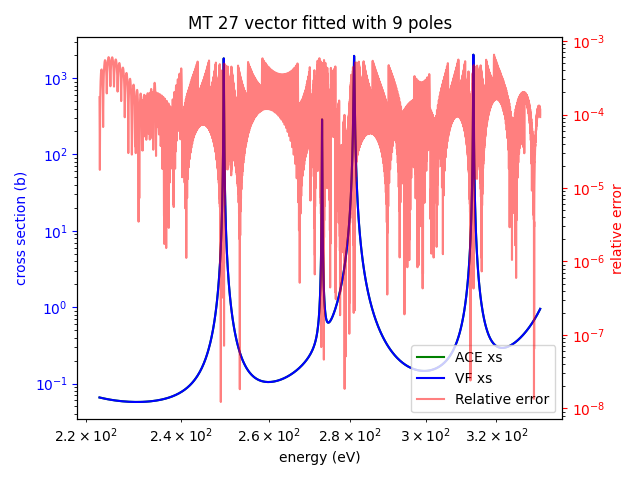 MT 27 vector fitted with 9 poles
10³
10²
10¹
10⁰
10⁻¹
cross section (b)
10⁻³
10⁻⁴
10⁻⁵
10⁻⁶
10⁻⁷
10⁻⁸
relative error
ACE xs
VF xs
Relative error
2.2 × 10² 2.4 × 10² 2.6 × 10² 2.8 × 10² 3 × 10² 3.2 × 10²
energy (eV)